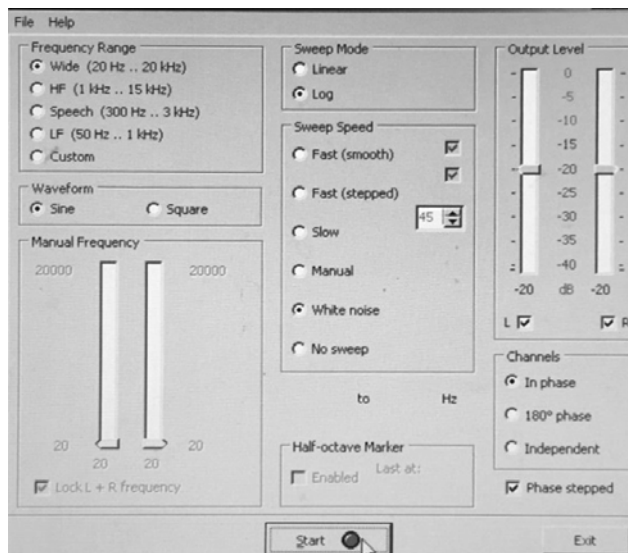 File Help
Frequency Range
Wide (20 Hz .. 20 kHz)
HF (1 kHz .. 15 kHz)
Speech (300 Hz .. 3 kHz)
LF (50 Hz .. 1 kHz)
Custom
Waveform
Sine Square
Manual Frequency
20000 20000
20 20
20 20
Lock L + R frequency
Sweep Mode
Linear
Log
Sweep Speed
Fast (smooth)
Fast (stepped)
45
Slow
Manual
White noise
No sweep
to Hz
Half-octave Marker
Enabled Last at:
Output Level
0
-5
-10
-15
-20
-25
-30
-35
-40
-20 dB -20
L R
Channels
In phase
180° phase
Independent
Phase stepped
Start Exit